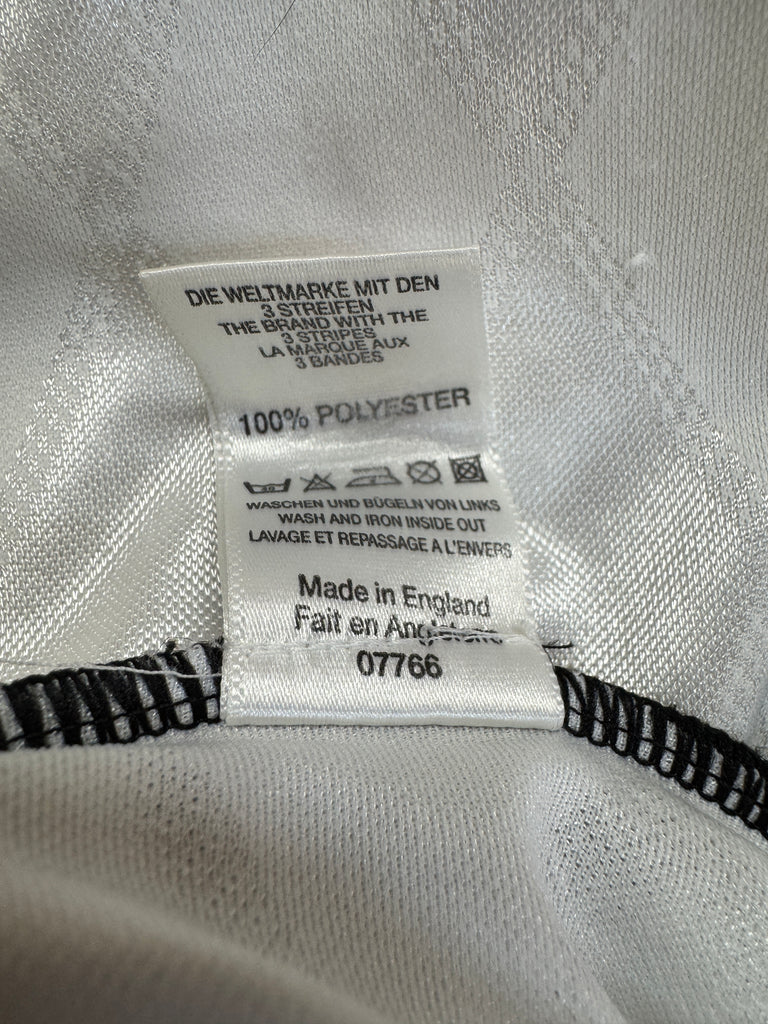 DIE WELTMARKE MIT DEN
3 STREIFEN
THE BRAND WITH THE
3 STRIPES
LA MARQUE AUX
3 BANDES
100% POLYESTER
WASCHEN UND BÜGELN VON LINKS
WASH AND IRON INSIDE OUT
LAVAGE ET REPASSAGE A L'ENVERS
Made in England
Fait en Angleterre
07766